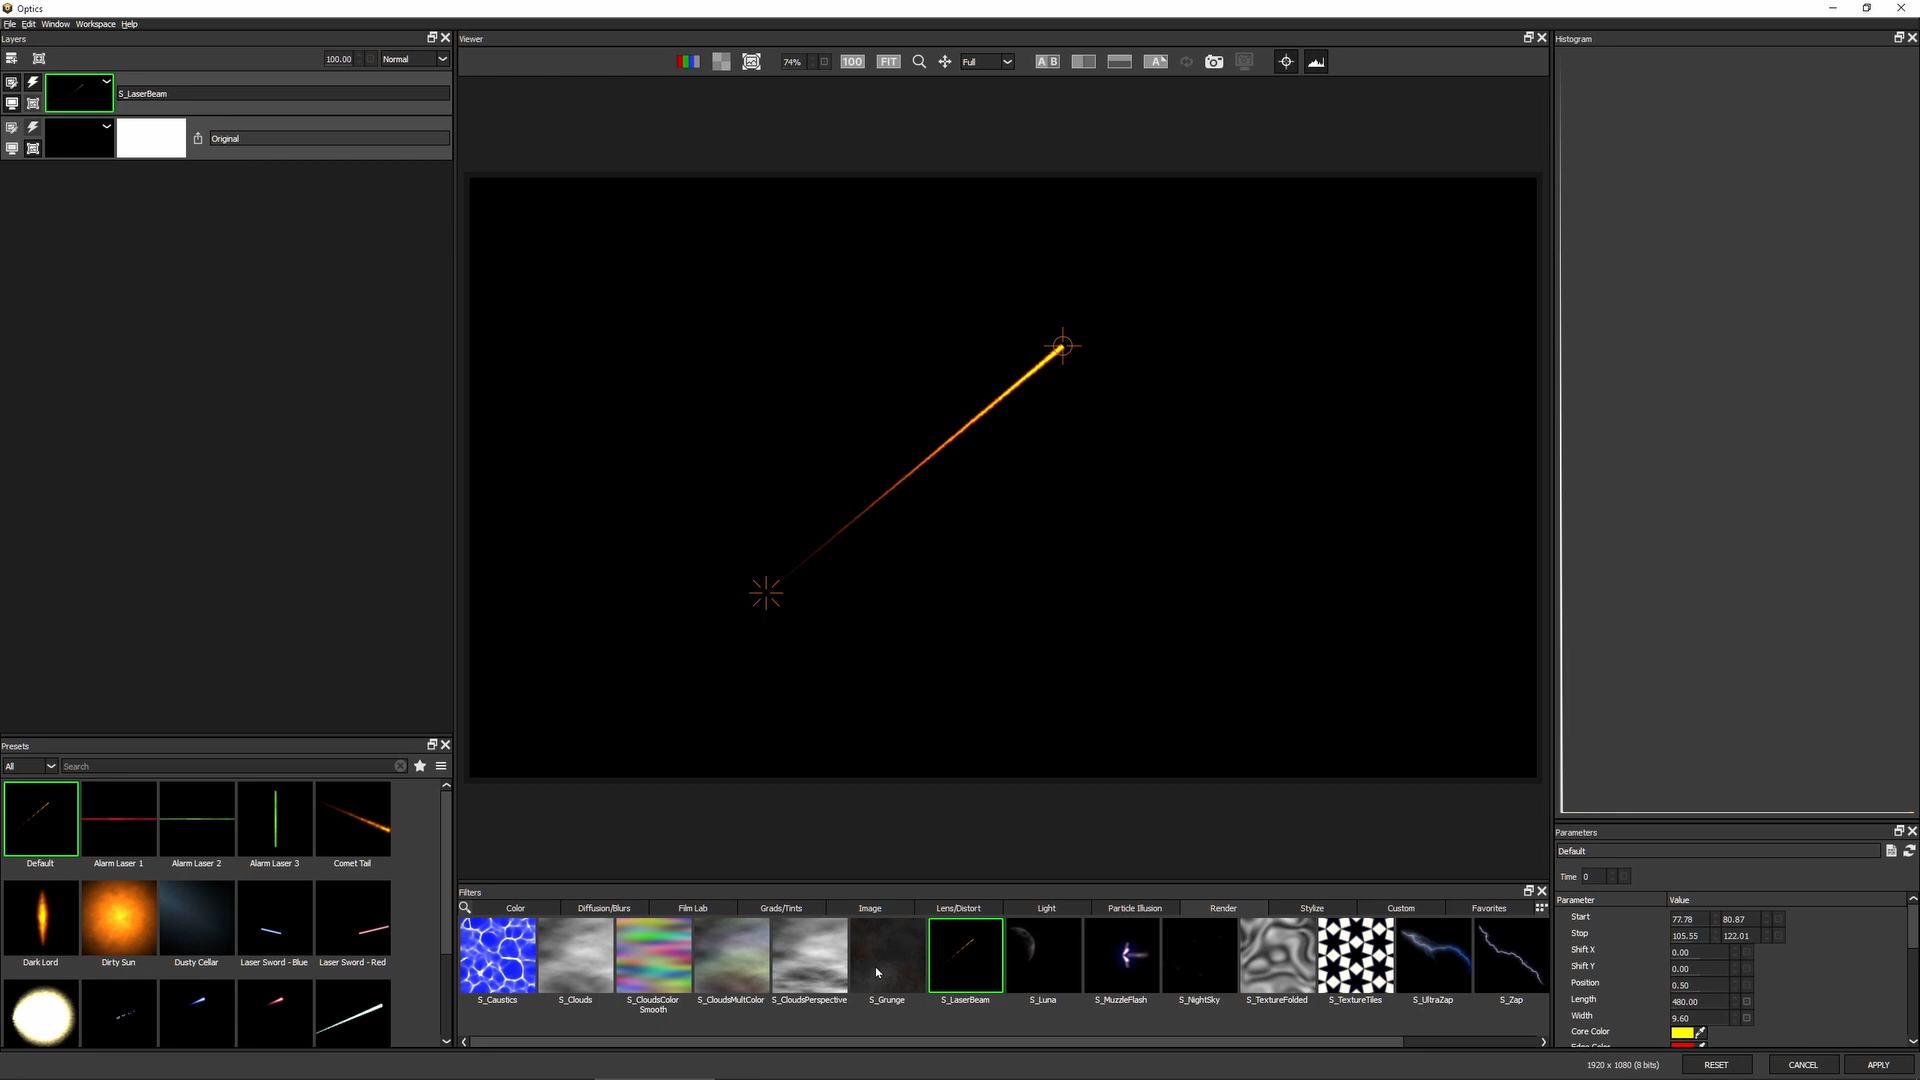 Optics
File Edit Window Workspace Help
Layers
100.00 Normal
S_LaserBeam
Original
Viewer
74% 100 FIT Full A B A
Histogram
Presets
All Search
Default Alarm Laser 1 Alarm Laser 2 Alarm Laser 3 Comet Tail
Dark Lord Dirty Sun Dusty Cellar Laser Sword - Blue Laser Sword - Red
Filters
Color Diffusion/Blurs Film Lab Grads/Tints Image Lens/Distort Light Particle Illusion Render Stylize Custom Favorites
S_Caustics S_Clouds S_CloudsColor Smooth S_CloudsMultColor S_CloudsPerspective S_Grunge S_LaserBeam S_Luna S_MuzzleFlash S_NightSky S_TextureFolded S_TextureTiles S_UltraZap S_Zap
Parameters
Default
Time 0
Parameter Value
Start 77.78 80.87
Stop 105.55 122.01
Shift X 0.00
Shift Y 0.00
Position 0.50
Length 480.00
Width 9.60
Core Color
Edge Color
1920 x 1080 (8 bits) RESET CANCEL APPLY